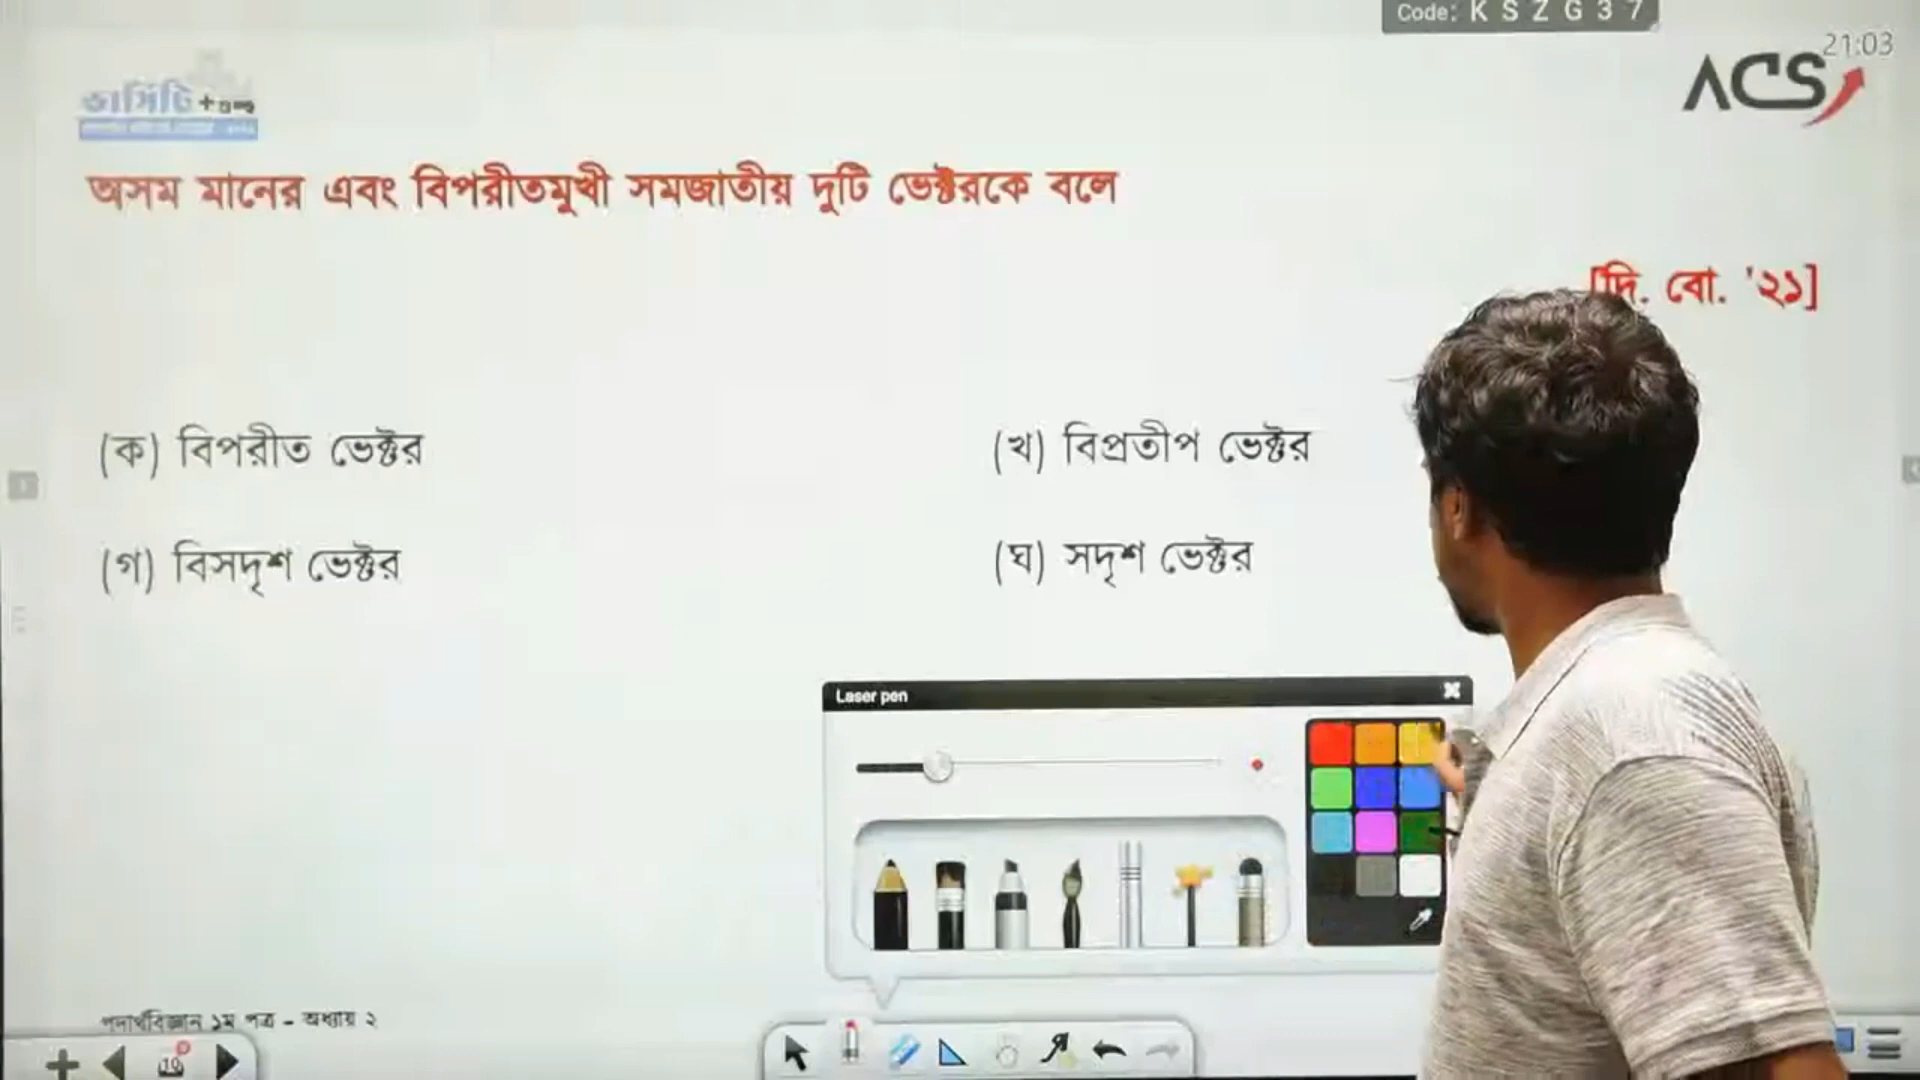 Code: K S Z G 3 7
21:03
ACS
ভার্সিটি +
অসম মানের এবং বিপরীতমুখী সমজাতীয় দুটি ভেক্টরকে বলে
[দি. বো. '২১]
(ক) বিপরীত ভেক্টর
(খ) বিপ্রতীপ ভেক্টর
(গ) বিসদৃশ ভেক্টর
(ঘ) সদৃশ ভেক্টর
Laser pen
পদার্থবিজ্ঞান ১ম পত্র - অধ্যায় ২
10